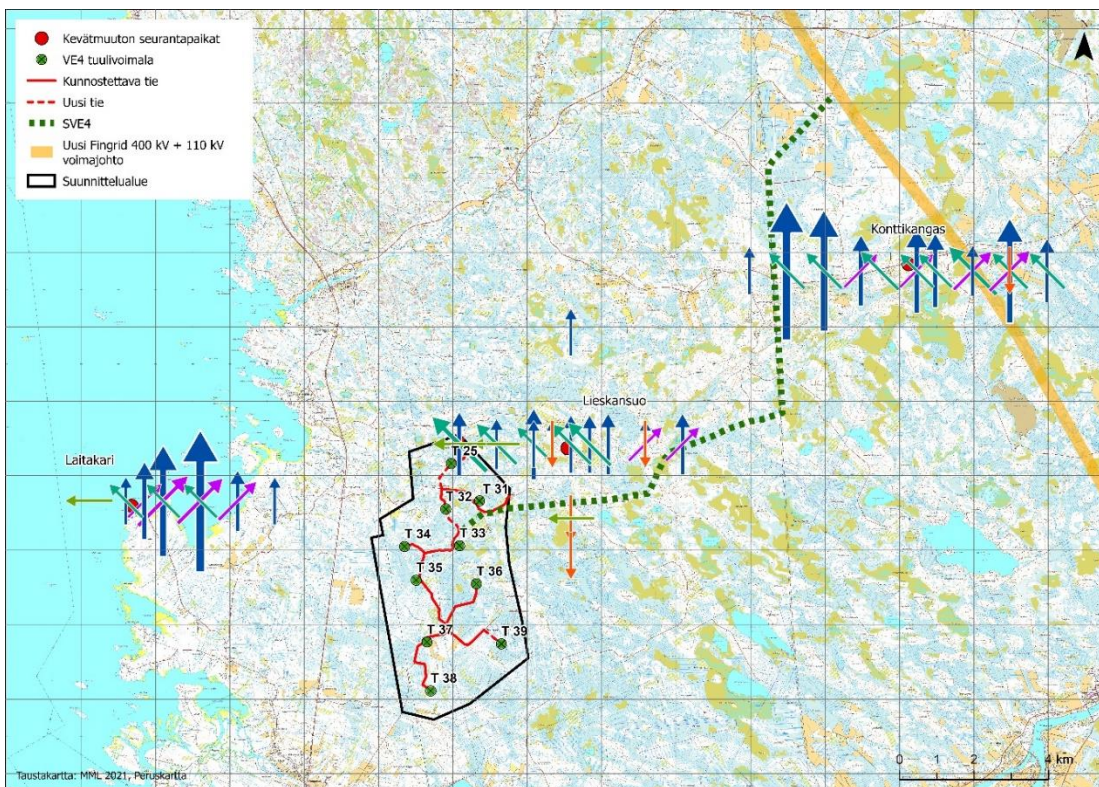 Kevätmuuton seurantapaikat
VE4 tuulivoimala
Kunnostettava tie
Uusi tie
SVE4
Uusi Fingrid 400 kV + 110 kV
voimajohto
Suunnittelualue
Konttikangas
Lieskansuo
Laitakari
T 25
T 31
T 32
T 33
T 34
T 35
T 36
T 37
T 39
T 38
Taustakartta: MML 2021, Peruskartta
0 2 4 km